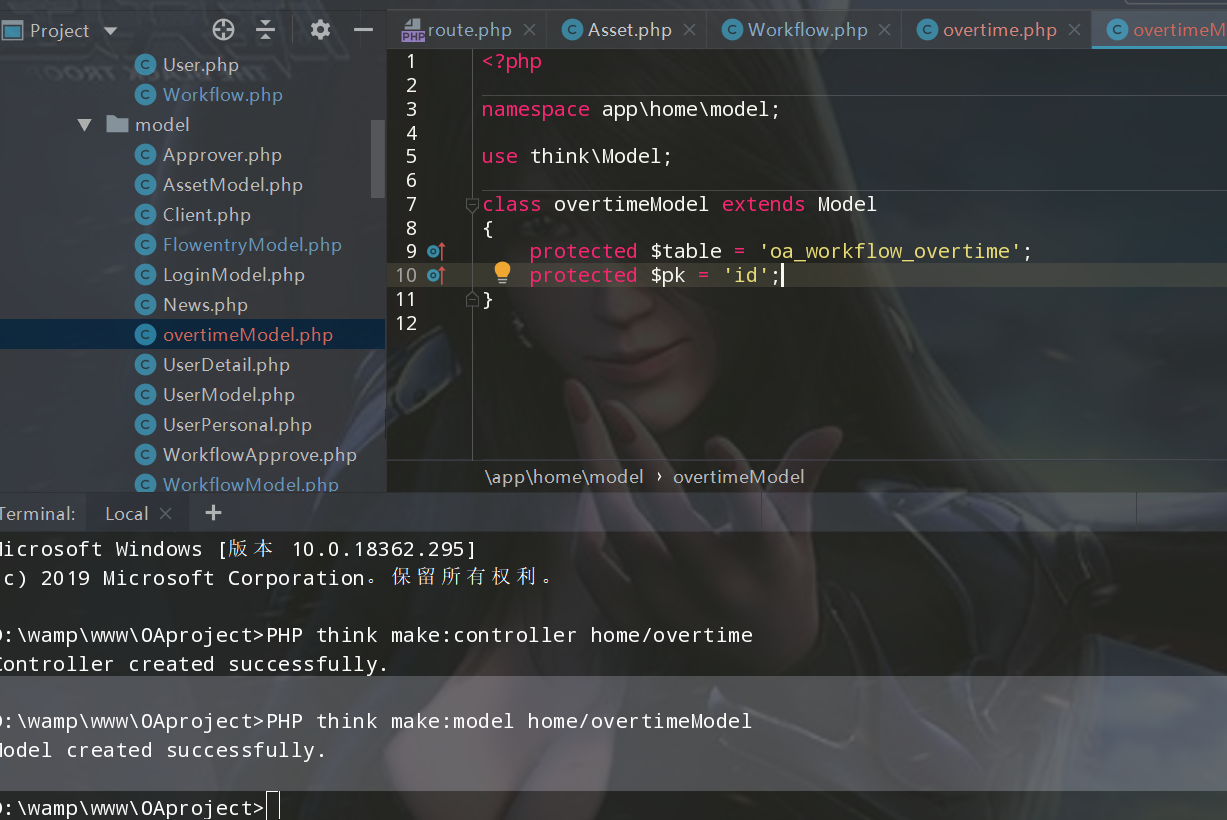 Project
route.php
Asset.php
Workflow.php
overtime.php
overtimeM
User.php
Workflow.php
model
Approver.php
AssetModel.php
Client.php
FlowentryModel.php
LoginModel.php
News.php
overtimeModel.php
UserDetail.php
UserModel.php
UserPersonal.php
WorkflowApprove.php
WorkflowModel.php
1 <?php
2
3 namespace app\home\model;
4
5 use think\Model;
6
7 class overtimeModel extends Model
8 {
9 protected $table = 'oa_workflow_overtime';
10 protected $pk = 'id';
11 }
12
\app\home\model › overtimeModel
Terminal: Local +
Microsoft Windows [版本 10.0.18362.295]
c) 2019 Microsoft Corporation。保留所有权利。
D:\wamp\www\OAproject>PHP think make:controller home/overtime
Controller created successfully.
D:\wamp\www\OAproject>PHP think make:model home/overtimeModel
Model created successfully.
D:\wamp\www\OAproject>